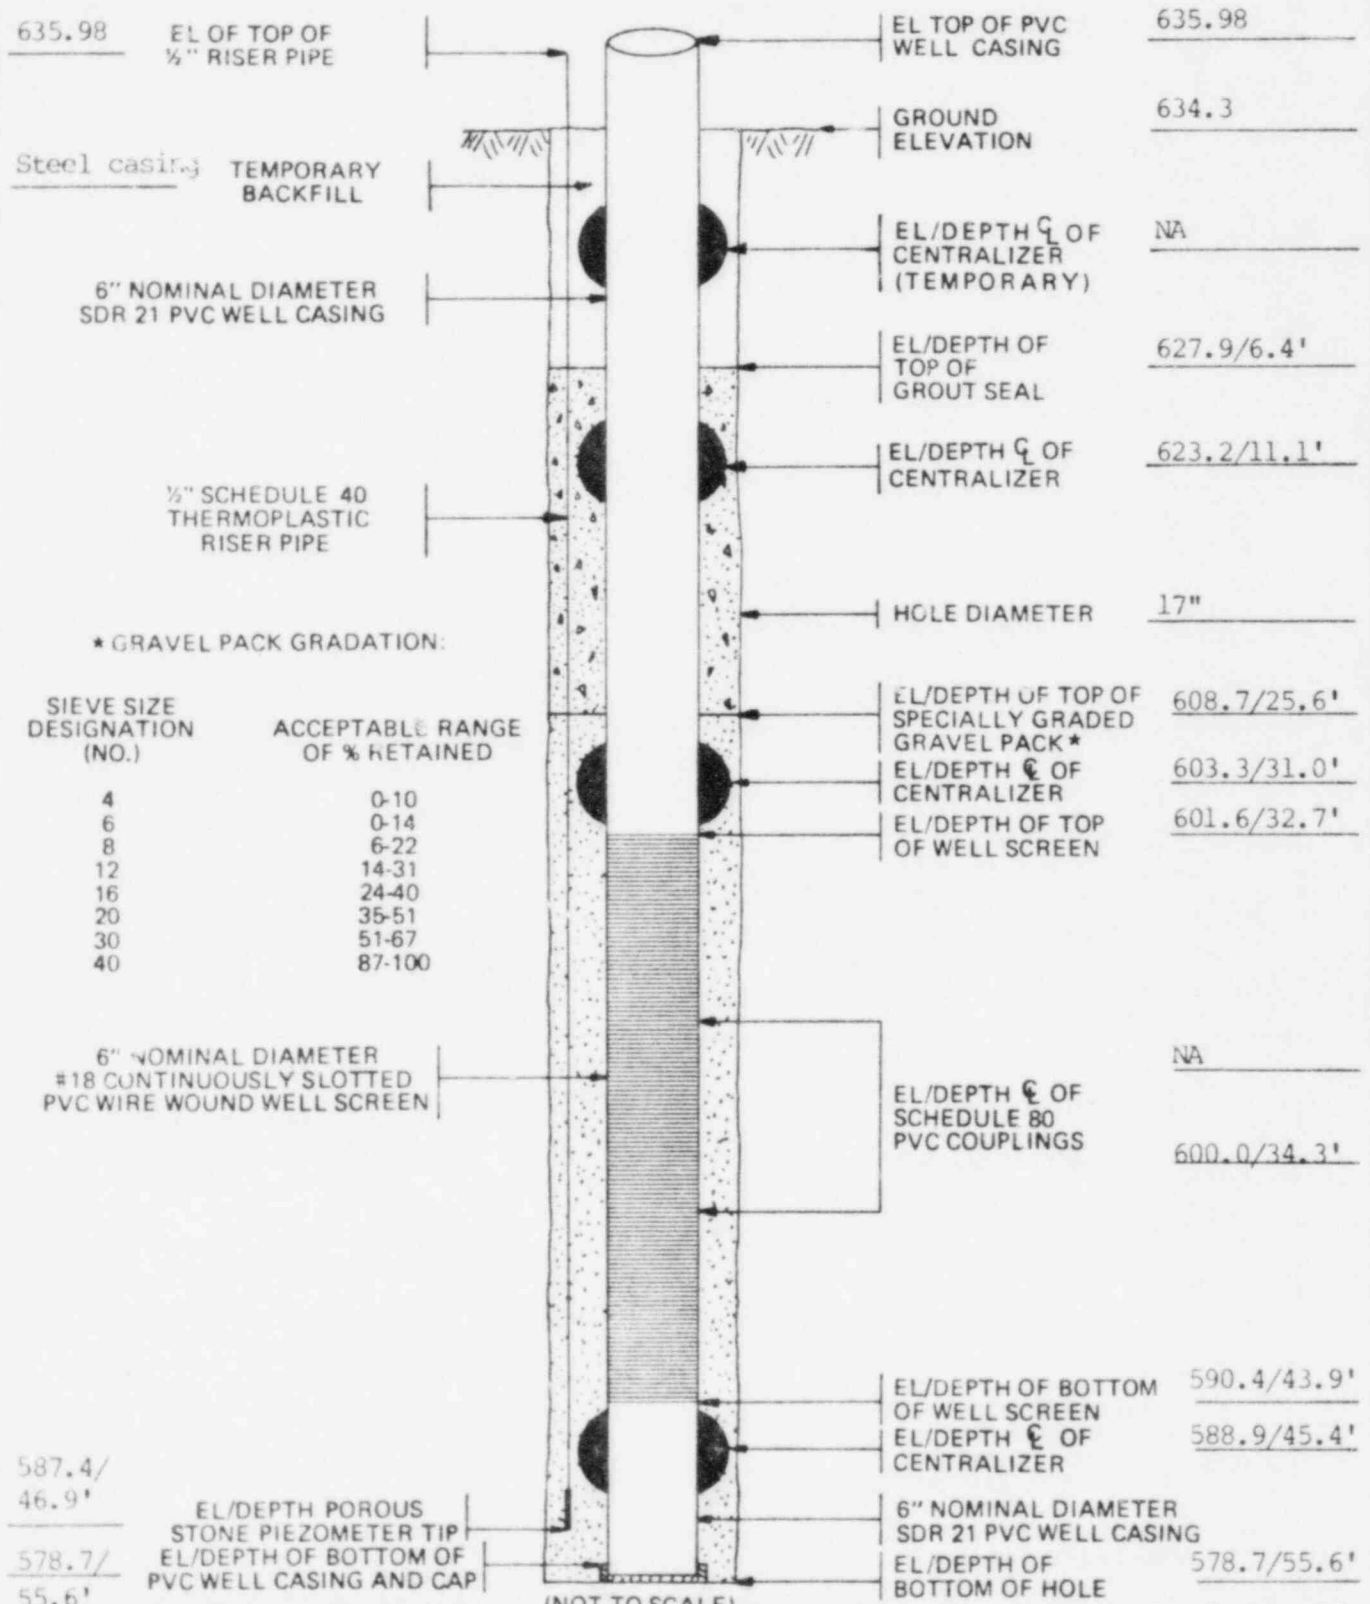 635.98
EL OF TOP OF
½" RISER PIPE
EL TOP OF PVC
WELL CASING
635.98
GROUND
ELEVATION
634.3
Steel casing
TEMPORARY
BACKFILL
EL/DEPTH ℄ OF
CENTRALIZER
(TEMPORARY)
NA
6" NOMINAL DIAMETER
SDR 21 PVC WELL CASING
EL/DEPTH OF
TOP OF
GROUT SEAL
627.9/6.4'
EL/DEPTH ℄ OF
CENTRALIZER
623.2/11.1'
½" SCHEDULE 40
THERMOPLASTIC
RISER PIPE
HOLE DIAMETER
17"
* GRAVEL PACK GRADATION:
SIEVE SIZE
DESIGNATION
(NO.)
ACCEPTABLE RANGE
OF % RETAINED
4 0-10
6 0-14
8 6-22
12 14-31
16 24-40
20 35-51
30 51-67
40 87-100
EL/DEPTH OF TOP OF
SPECIALLY GRADED
GRAVEL PACK*
608.7/25.6'
EL/DEPTH ℄ OF
CENTRALIZER
603.3/31.0'
EL/DEPTH OF TOP
OF WELL SCREEN
601.6/32.7'
6" NOMINAL DIAMETER
#18 CONTINUOUSLY SLOTTED
PVC WIRE WOUND WELL SCREEN
EL/DEPTH ℄ OF
SCHEDULE 80
PVC COUPLINGS
NA
600.0/34.3'
EL/DEPTH OF BOTTOM
OF WELL SCREEN
590.4/43.9'
EL/DEPTH ℄ OF
CENTRALIZER
588.9/45.4'
587.4/
46.9'
EL/DEPTH POROUS
STONE PIEZOMETER TIP
6" NOMINAL DIAMETER
SDR 21 PVC WELL CASING
578.7/
55.6'
EL/DEPTH OF BOTTOM OF
PVC WELL CASING AND CAP
EL/DEPTH OF
BOTTOM OF HOLE
578.7/55.6'
(NOT TO SCALE)